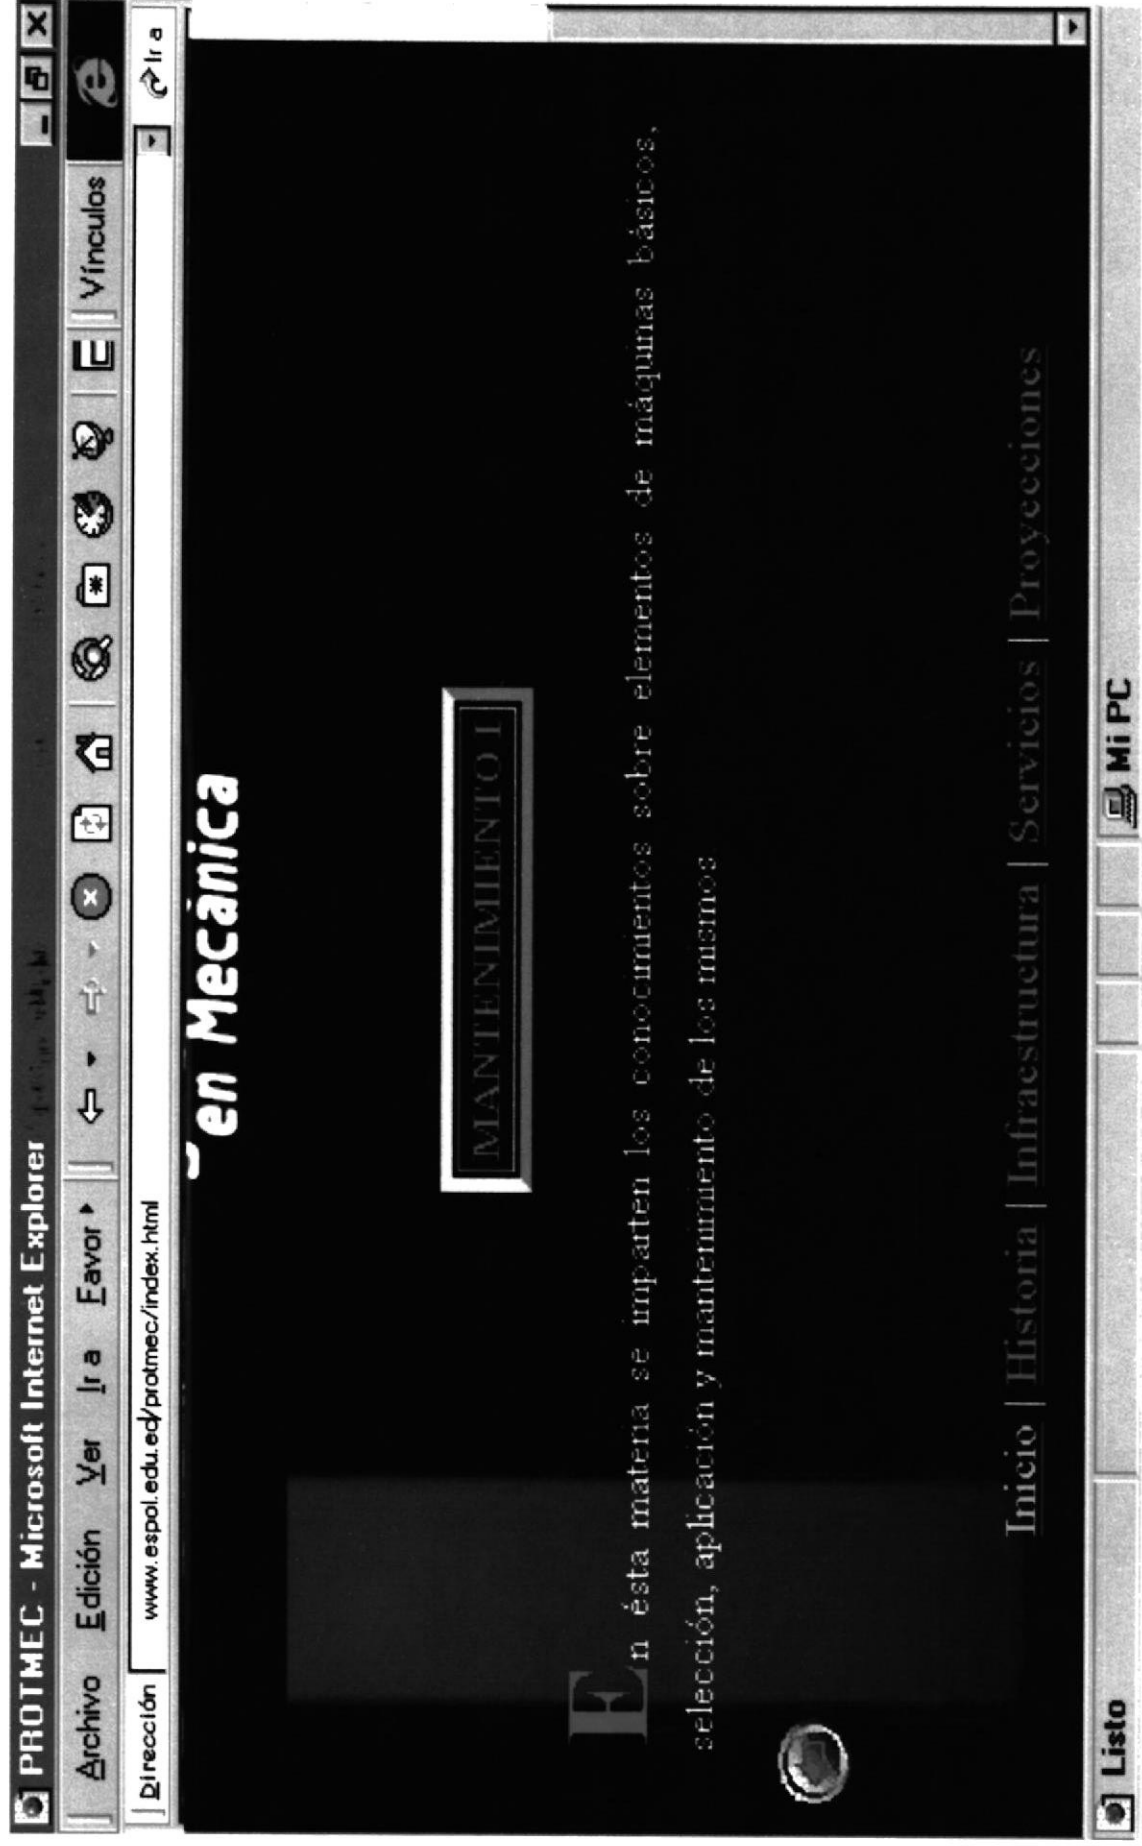 PROTMEC - Microsoft Internet Explorer
Archivo Edición Ver Ir a Favor Vínculos
Dirección www.espol.edu.ed/protmec/index.html Ir a
en Mecánica
MANTENIMIENTO I
En ésta materia se imparten los conocimientos sobre elementos de máquinas básicos,
selección, aplicación y mantenimiento de los mismos
Inicio | Historia | Infraestructura | Servicios | Proyecciones
Listo Mi PC